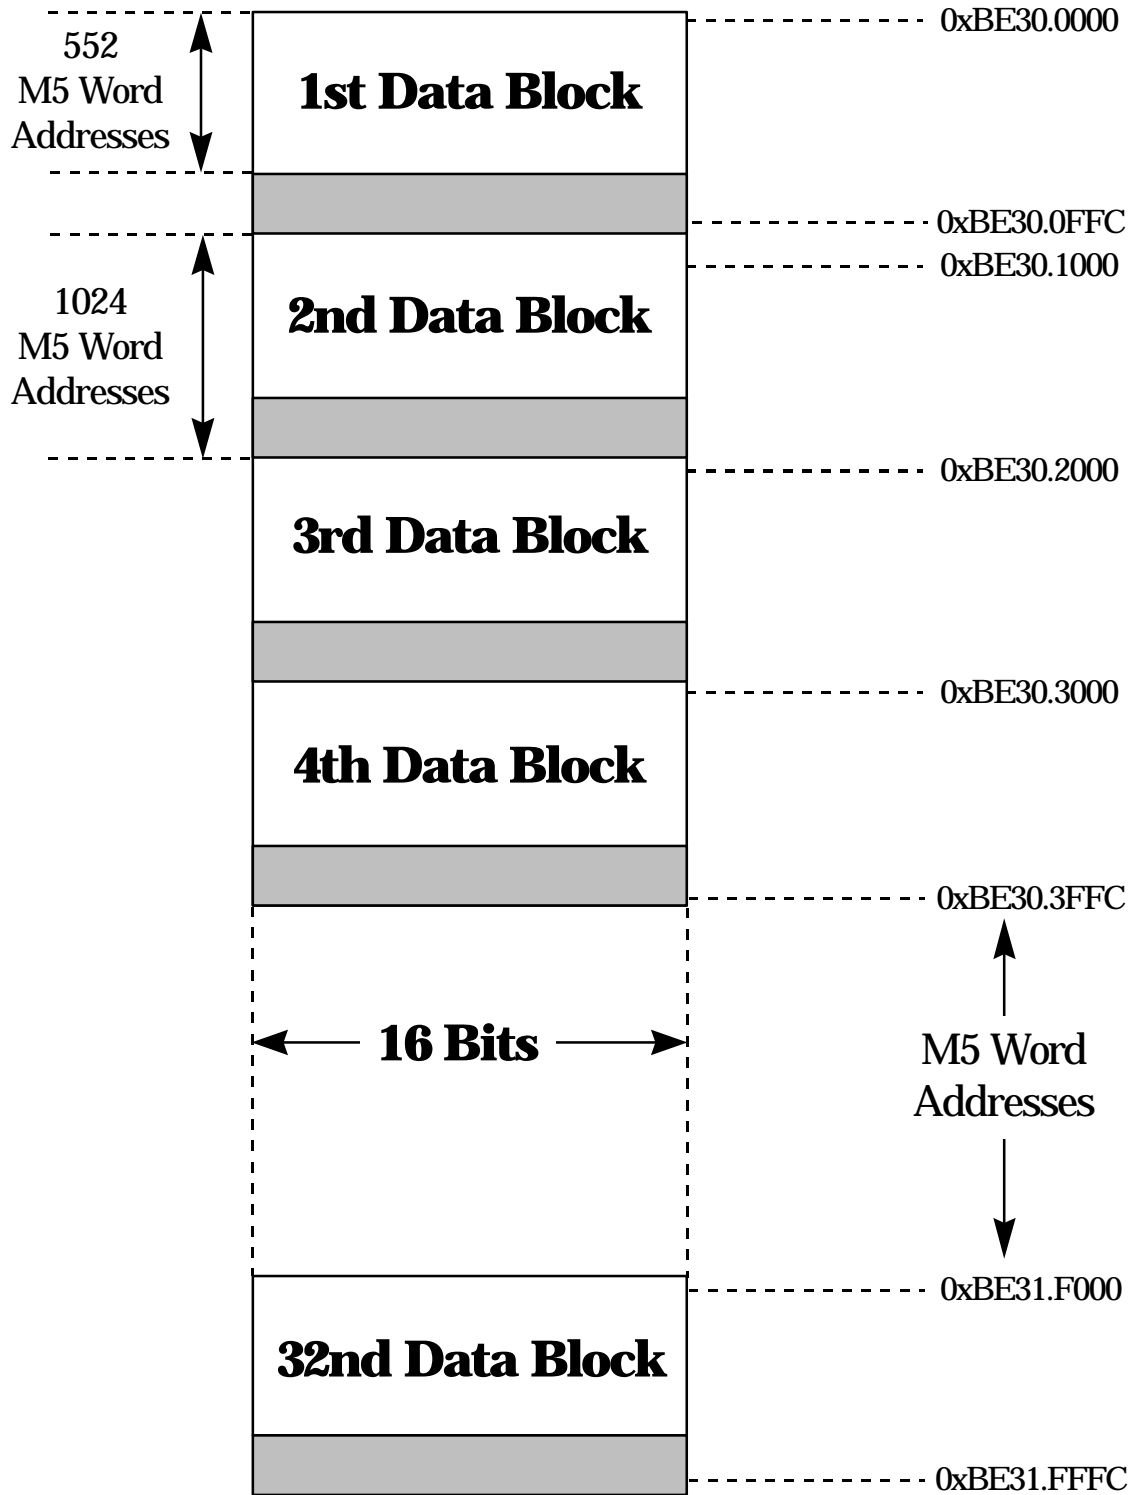 0xBE30.0000
552
M5 Word
Addresses
1st Data Block
0xBE30.0FFC
0xBE30.1000
1024
M5 Word
Addresses
2nd Data Block
0xBE30.2000
3rd Data Block
0xBE30.3000
4th Data Block
0xBE30.3FFC
16 Bits
M5 Word
Addresses
0xBE31.F000
32nd Data Block
0xBE31.FFFC